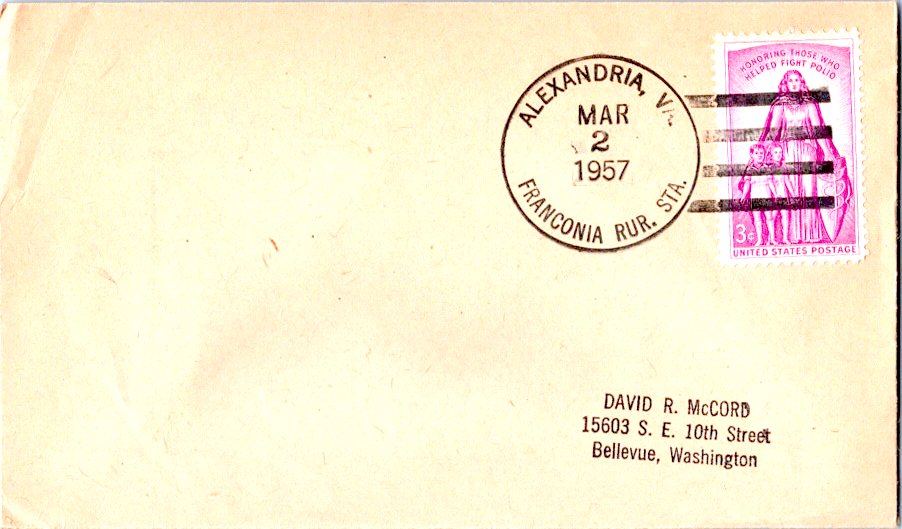 HONORING THOSE WHO
HELPED FIGHT POLIO
3¢
UNITED STATES POSTAGE
ALEXANDRIA, VA.
MAR
2
1957
FRANCONIA RUR. STA.
DAVID R. McCORD
15603 S. E. 10th Street
Bellevue, Washington